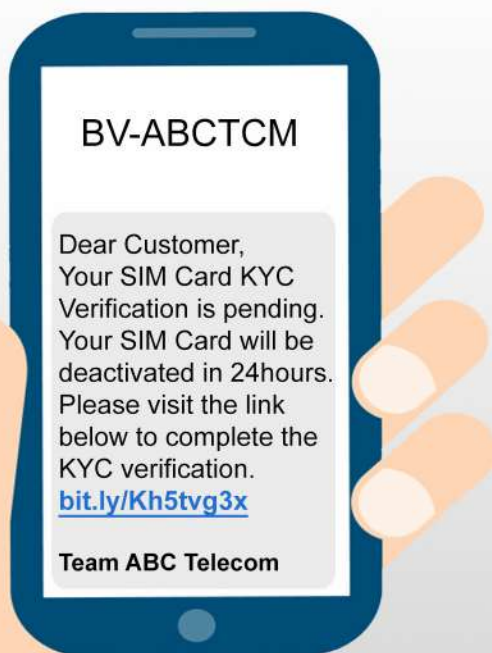 BV-ABCTCM
Dear Customer,
Your SIM Card KYC
Verification is pending.
Your SIM Card will be
deactivated in 24hours.
Please visit the link
below to complete the
KYC verification.
bit.ly/Kh5tvg3x
Team ABC Telecom